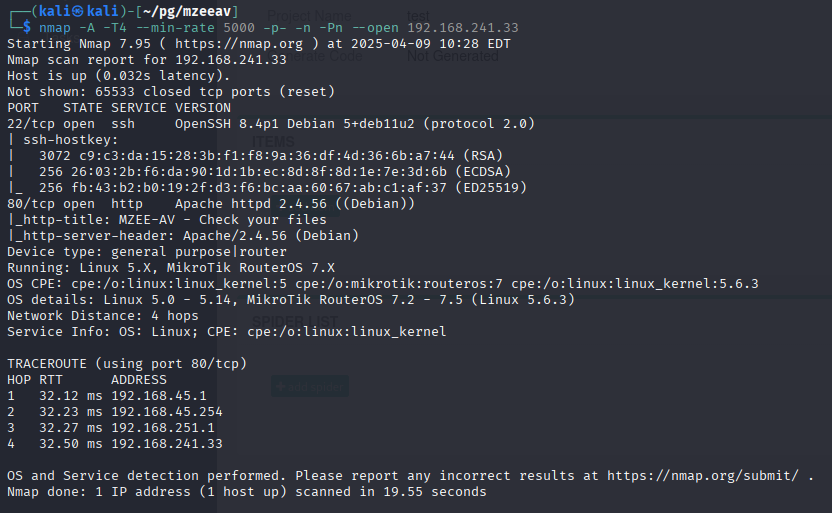 ┌──(kali㉿kali)-[~/pg/mzeeav]
└─$ nmap -A -T4 --min-rate 5000 -p- -n -Pn --open 192.168.241.33
Starting Nmap 7.95 ( https://nmap.org ) at 2025-04-09 10:28 EDT
Nmap scan report for 192.168.241.33
Host is up (0.032s latency).
Not shown: 65533 closed tcp ports (reset)
PORT   STATE SERVICE VERSION
22/tcp open  ssh     OpenSSH 8.4p1 Debian 5+deb11u2 (protocol 2.0)
| ssh-hostkey:
|   3072 c9:c3:da:15:28:3b:f1:f8:9a:36:df:4d:36:6b:a7:44 (RSA)
|   256 26:03:2b:f6:da:90:1d:1b:ec:8d:8f:8d:1e:7e:3d:6b (ECDSA)
|_  256 fb:43:b2:b0:19:2f:d3:f6:bc:aa:60:67:ab:c1:af:37 (ED25519)
80/tcp open  http    Apache httpd 2.4.56 ((Debian))
|_http-title: MZEE-AV - Check your files
|_http-server-header: Apache/2.4.56 (Debian)
Device type: general purpose|router
Running: Linux 5.X, MikroTik RouterOS 7.X
OS CPE: cpe:/o:linux:linux_kernel:5 cpe:/o:mikrotik:routeros:7 cpe:/o:linux:linux_kernel:5.6.3
OS details: Linux 5.0 - 5.14, MikroTik RouterOS 7.2 - 7.5 (Linux 5.6.3)
Network Distance: 4 hops
Service Info: OS: Linux; CPE: cpe:/o:linux:linux_kernel
TRACEROUTE (using port 80/tcp)
HOP RTT      ADDRESS
1   32.12 ms 192.168.45.1
2   32.23 ms 192.168.45.254
3   32.27 ms 192.168.251.1
4   32.50 ms 192.168.241.33
OS and Service detection performed. Please report any incorrect results at https://nmap.org/submit/ .
Nmap done: 1 IP address (1 host up) scanned in 19.55 seconds
Project Name test
Not Generated
ITEMS
SPIDER LIST